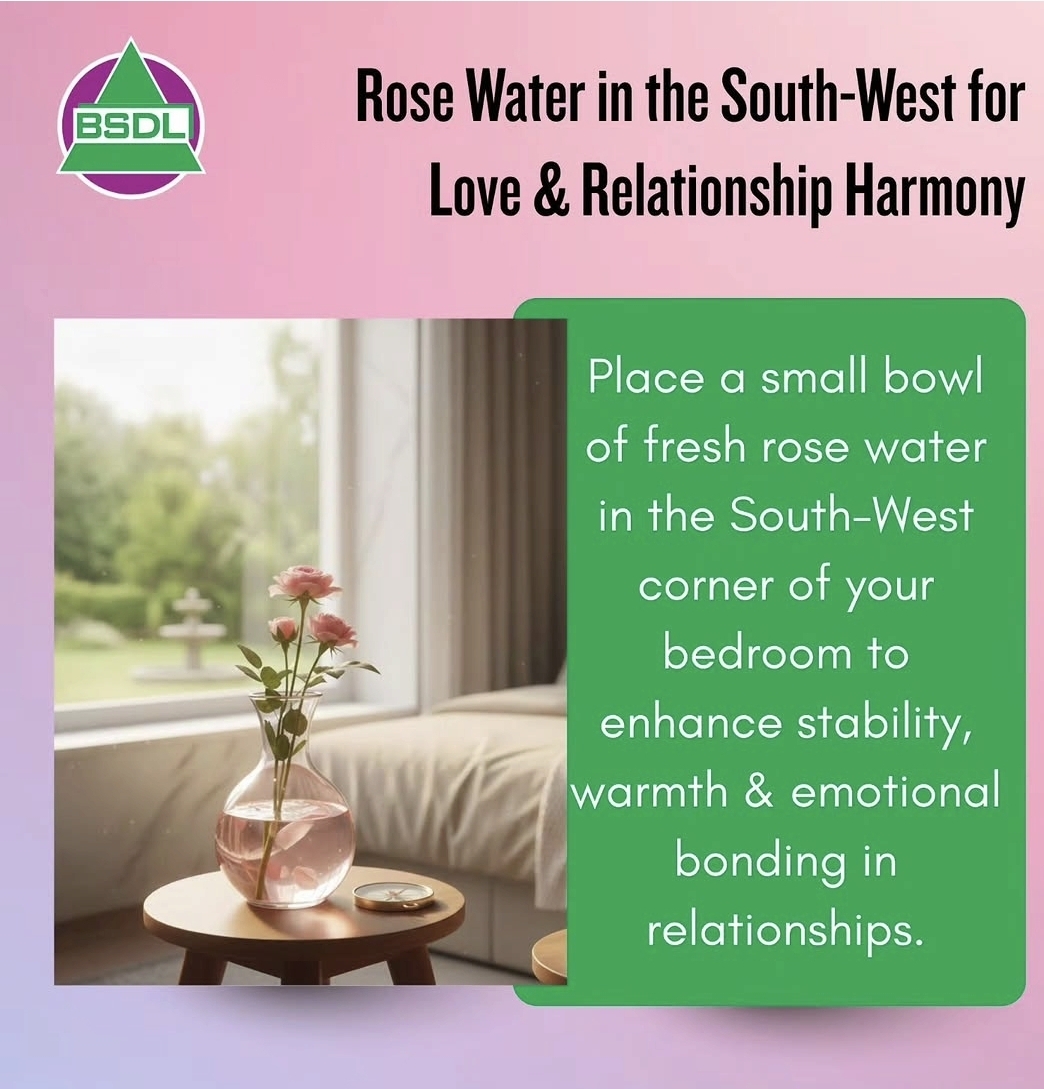 BSDL
Rose Water in the South-West for
Love & Relationship Harmony
Place a small bowl
of fresh rose water
in the South-West
corner of your
bedroom to
enhance stability,
warmth & emotional
bonding in
relationships.